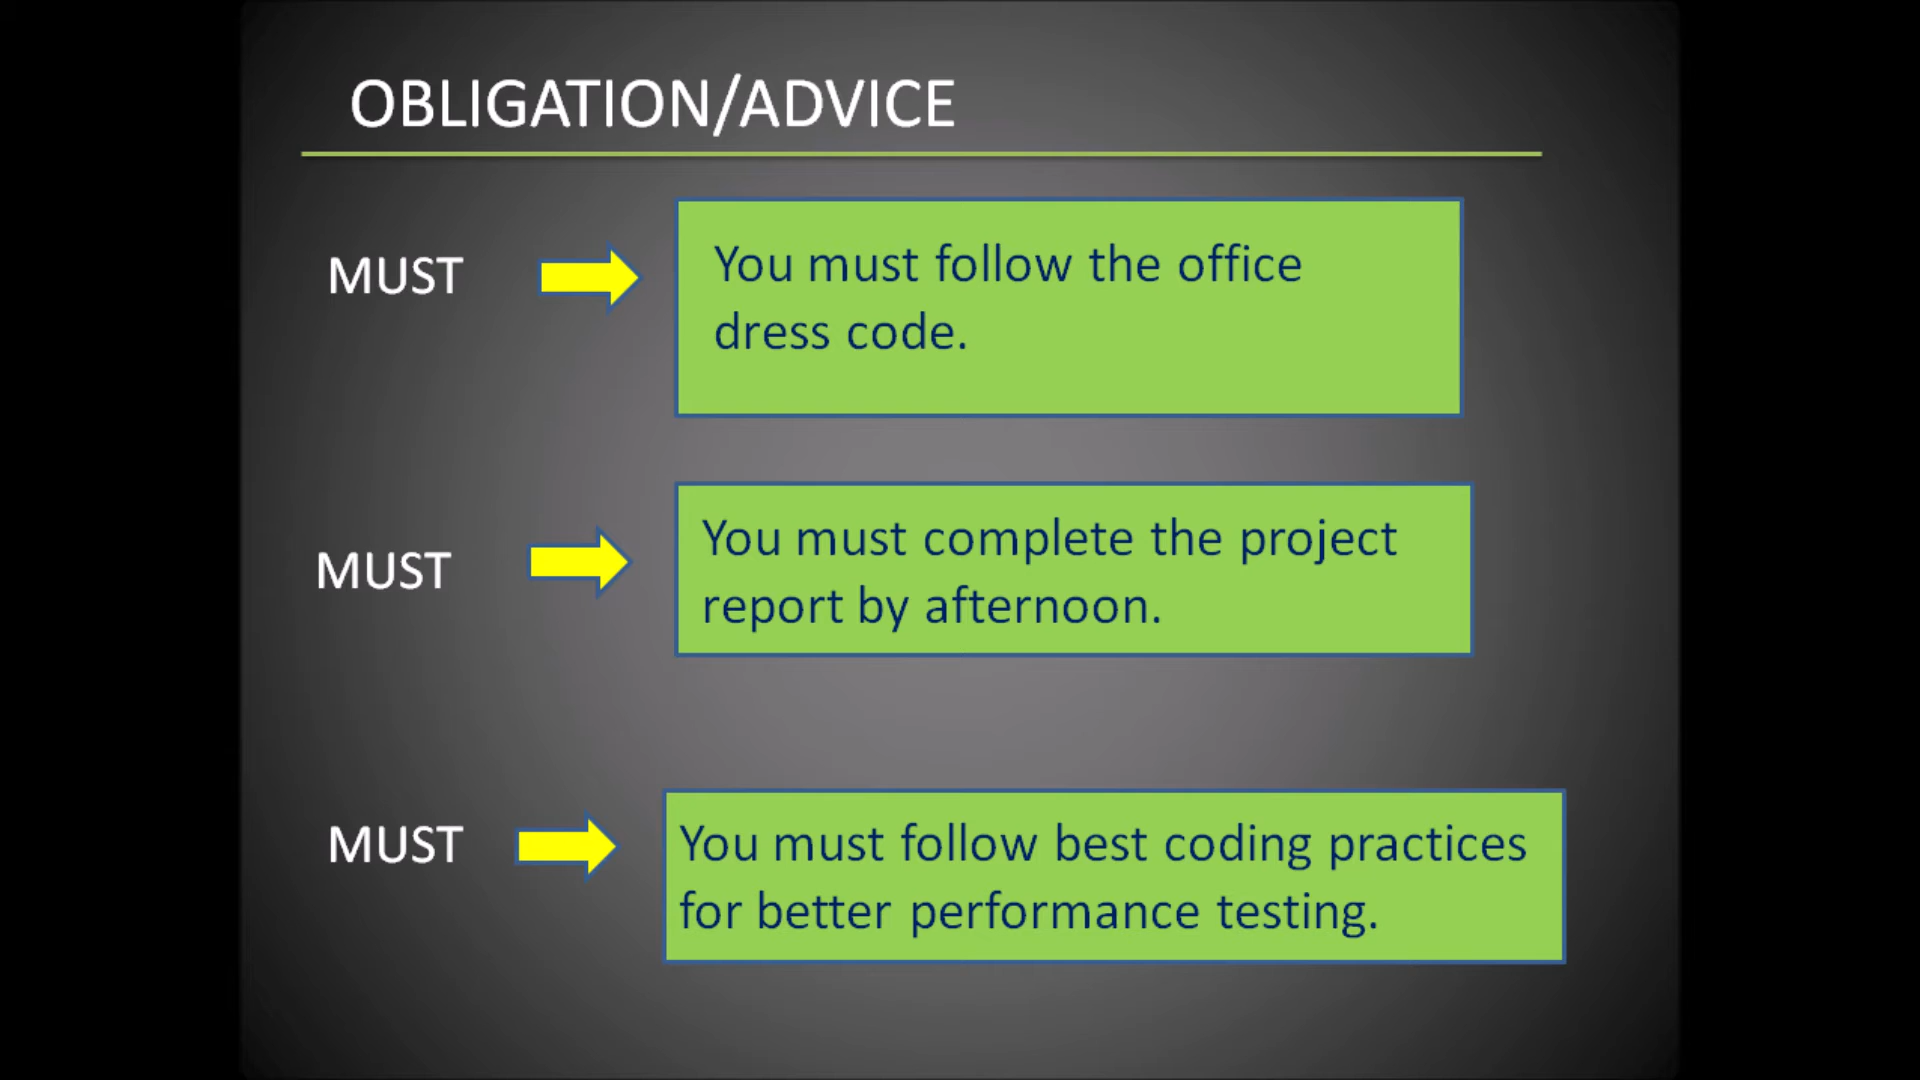 OBLIGATION/ADVICE
MUST
You must follow the office
dress code.
MUST
You must complete the project
report by afternoon.
MUST
You must follow best coding practices
for better performance testing.